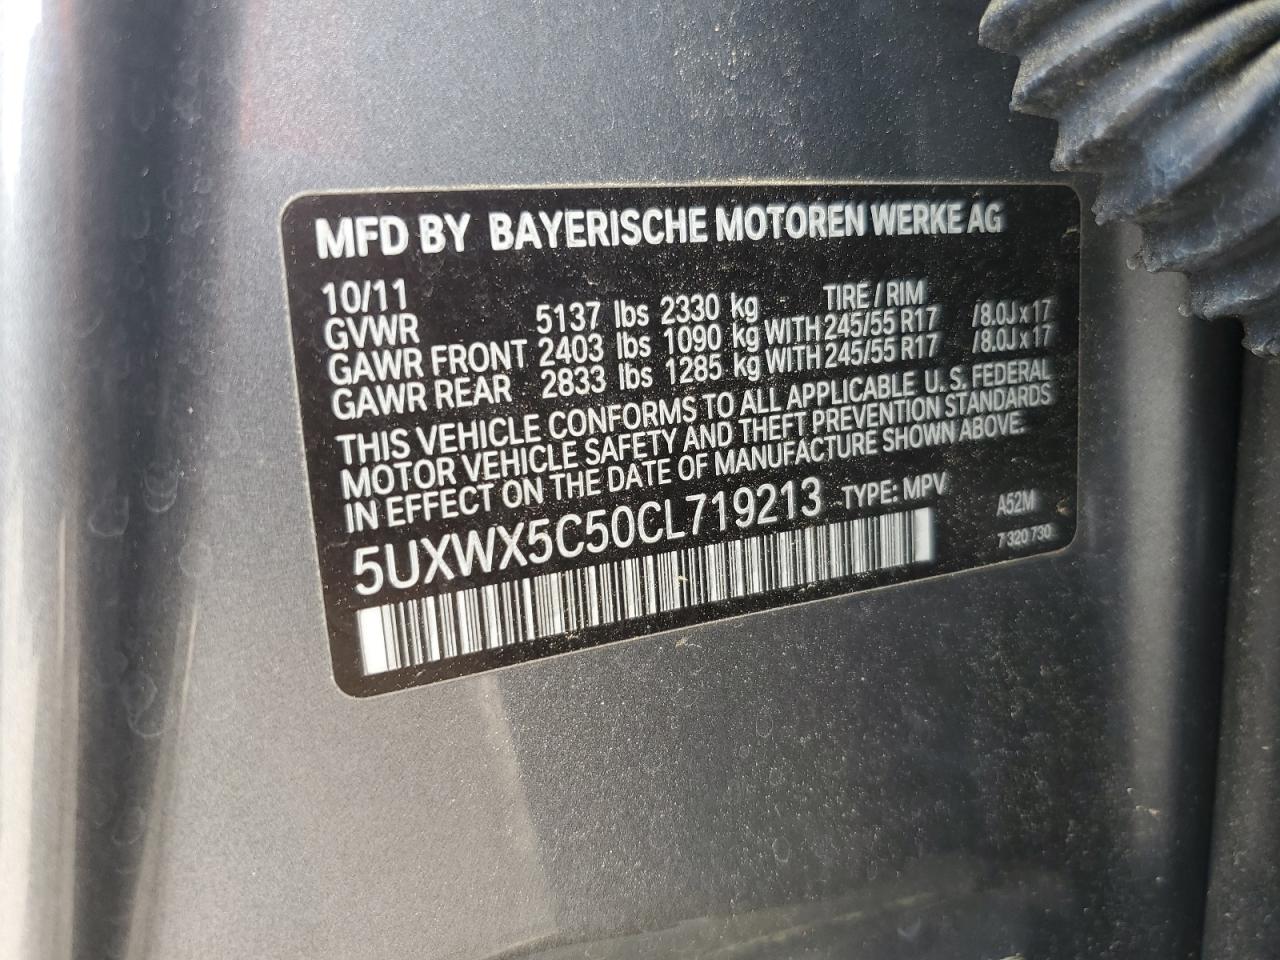 MFD BY BAYERISCHE MOTOREN WERKE AG
10/11 TIRE / RIM
GVWR 5137 lbs 2330 kg
GAWR FRONT 2403 lbs 1090 kg WITH 245/55 R17 /8.0J x 17
GAWR REAR 2833 lbs 1285 kg WITH 245/55 R17 /8.0J x 17
THIS VEHICLE CONFORMS TO ALL APPLICABLE U.S. FEDERAL
MOTOR VEHICLE SAFETY AND THEFT PREVENTION STANDARDS
IN EFFECT ON THE DATE OF MANUFACTURE SHOWN ABOVE.
5UXWX5C50CL719213 TYPE: MPV A52M
7 320 730